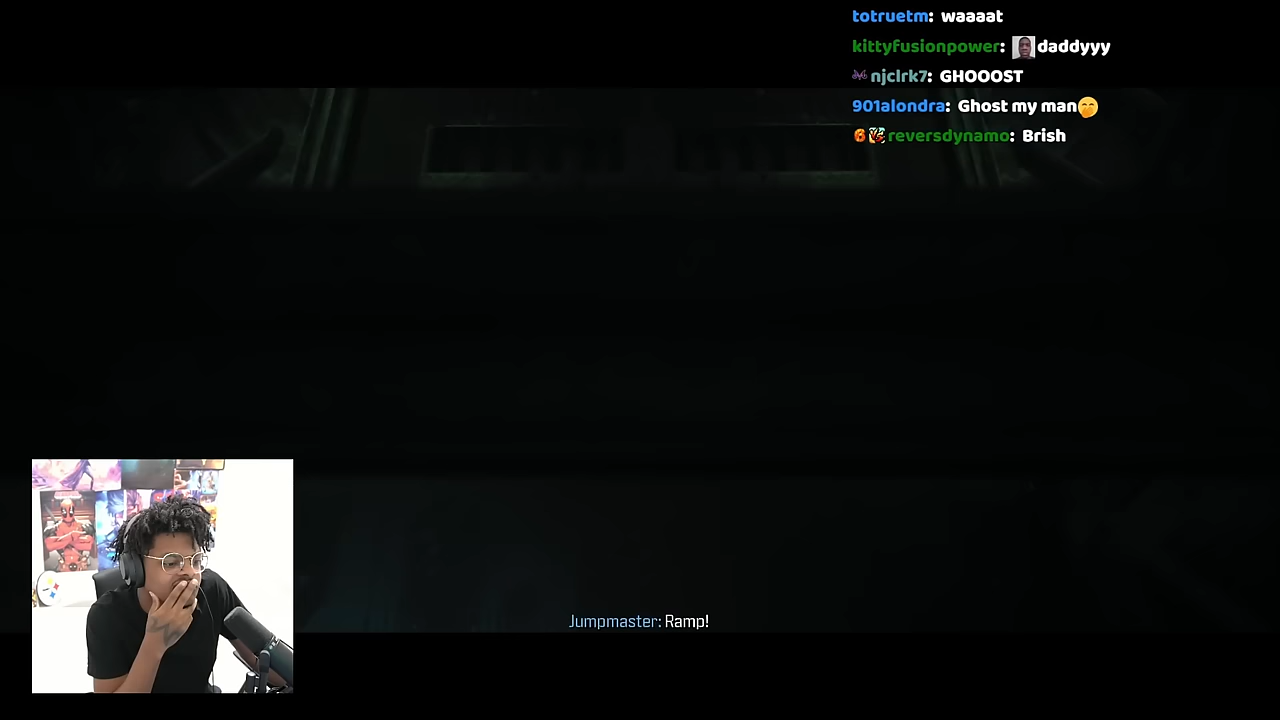 totruetm: waaaat
kittyfusionpower: daddyyy
njclrk7: GHOOOST
901alondra: Ghost my man🤭
reversdynamo: Brish
Jumpmaster: Ramp!